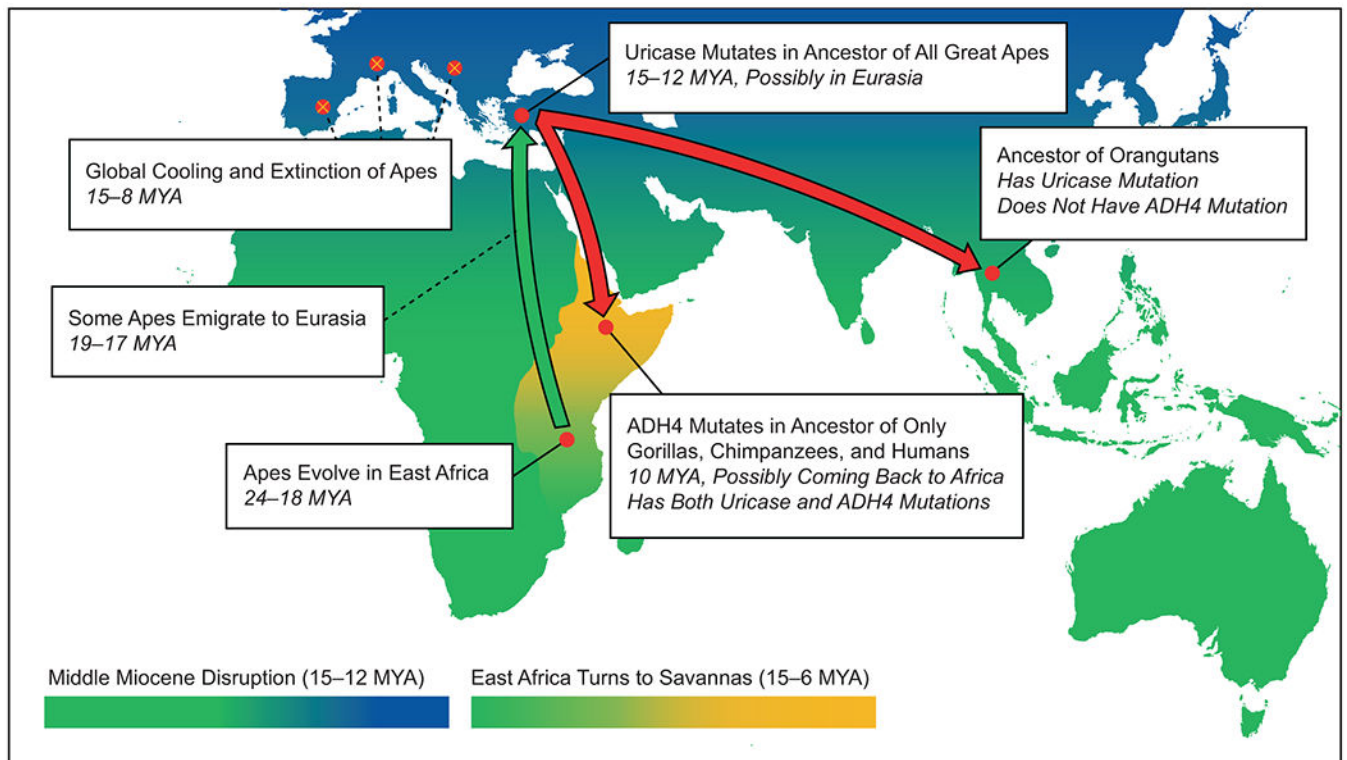 Uricase Mutates in Ancestor of All Great Apes
15–12 MYA, Possibly in Eurasia
Global Cooling and Extinction of Apes
15–8 MYA
Ancestor of Orangutans
Has Uricase Mutation
Does Not Have ADH4 Mutation
Some Apes Emigrate to Eurasia
19–17 MYA
ADH4 Mutates in Ancestor of Only
Gorillas, Chimpanzees, and Humans
10 MYA, Possibly Coming Back to Africa
Has Both Uricase and ADH4 Mutations
Apes Evolve in East Africa
24–18 MYA
Middle Miocene Disruption (15–12 MYA)
East Africa Turns to Savannas (15–6 MYA)